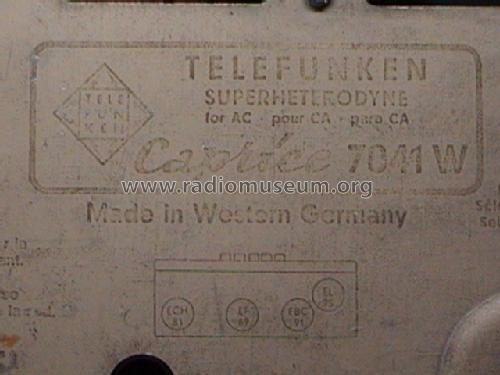 TELEFUNKEN
TELE
FUN
KEN
SUPERHETERODYNE
for AC · pour CA · para CA
Caprice 7041 W
www.radiomuseum.org
Made in Western Germany
ECH
81
EF
89
EBC
91
EL
95